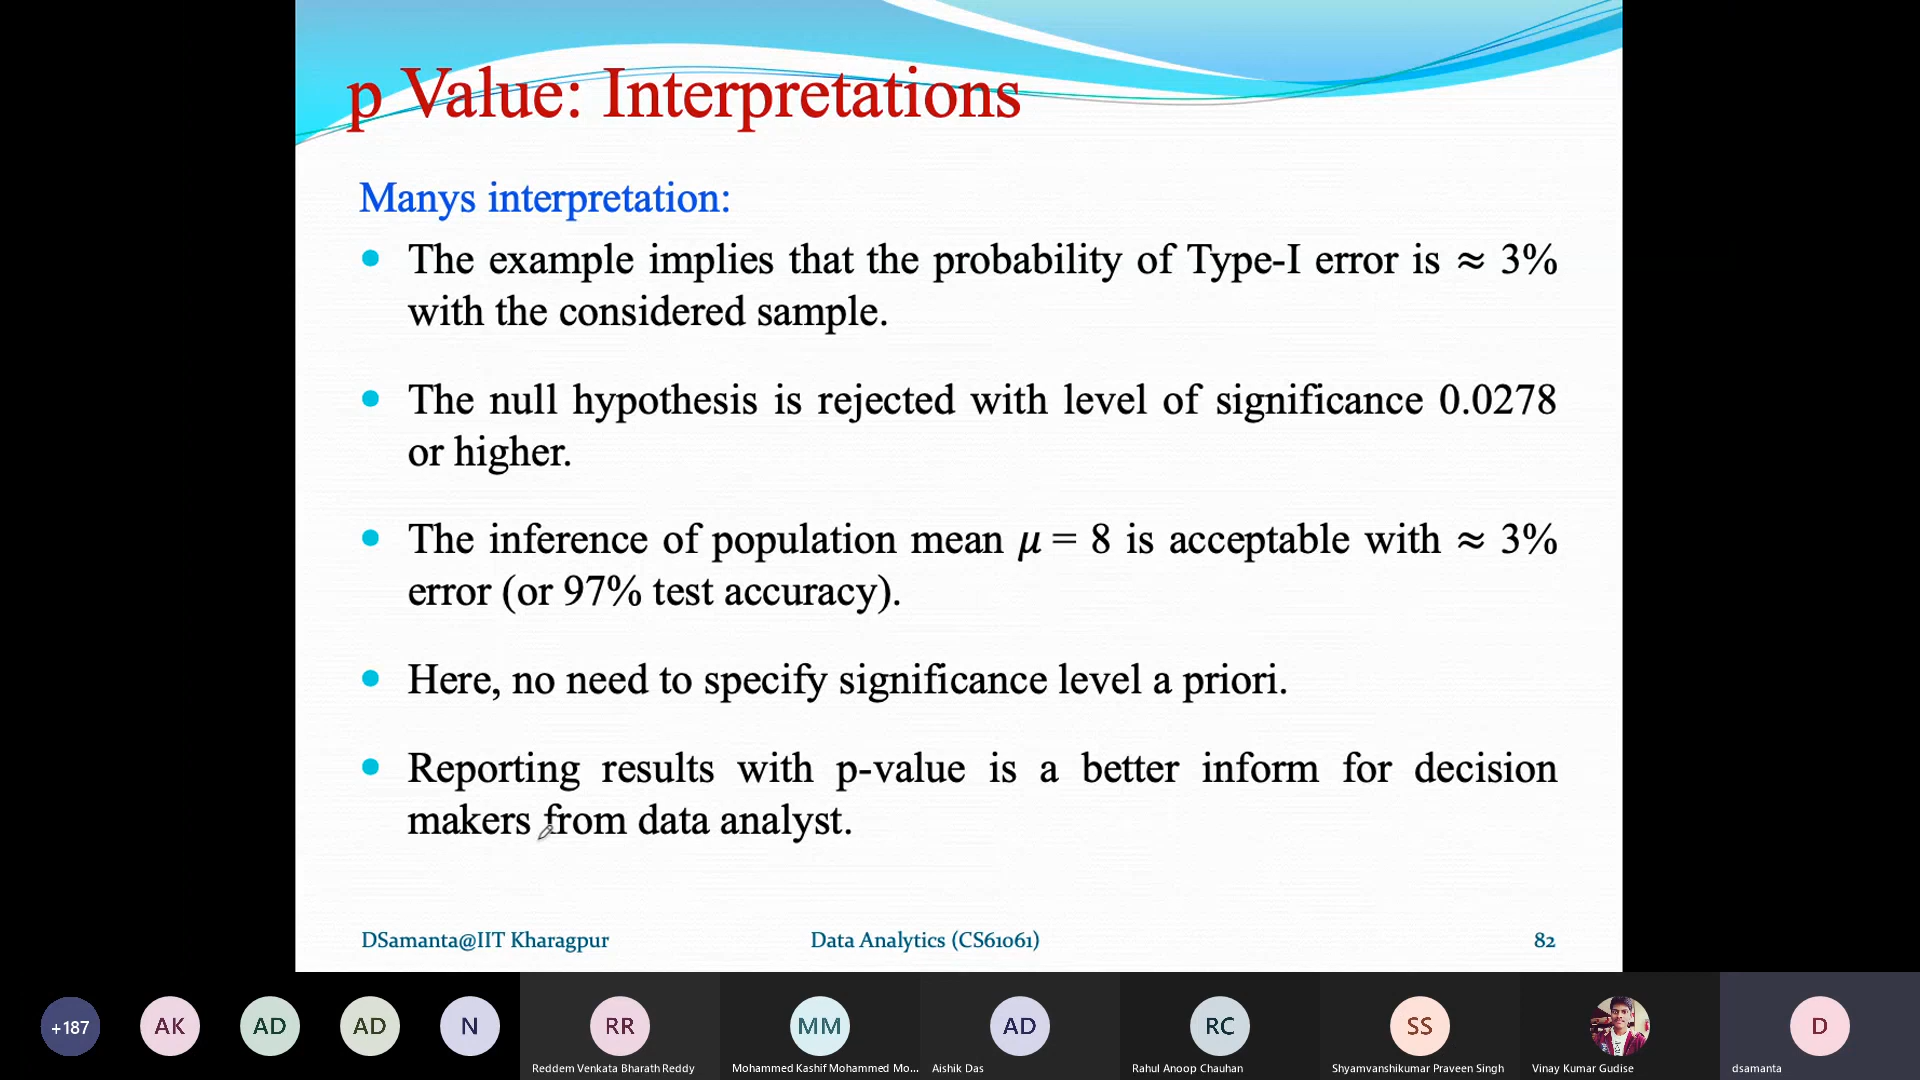 p Value: Interpretations
Manys interpretation:
The example implies that the probability of Type-I error is ≈ 3%
with the considered sample.
The null hypothesis is rejected with level of significance 0.0278
or higher.
The inference of population mean μ = 8 is acceptable with ≈ 3%
error (or 97% test accuracy).
Here, no need to specify significance level a priori.
Reporting results with p-value is a better inform for decision
makers from data analyst.
DSamanta@IIT Kharagpur Data Analytics (CS61061) 82
+187 AK AD AD N RR MM AD RC SS D
Reddem Venkata Bharath Reddy Mohammed Kashif Mohammed Mo... Aishik Das Rahul Anoop Chauhan Shyamvanshikumar Praveen Singh Vinay Kumar Gudise dsamanta